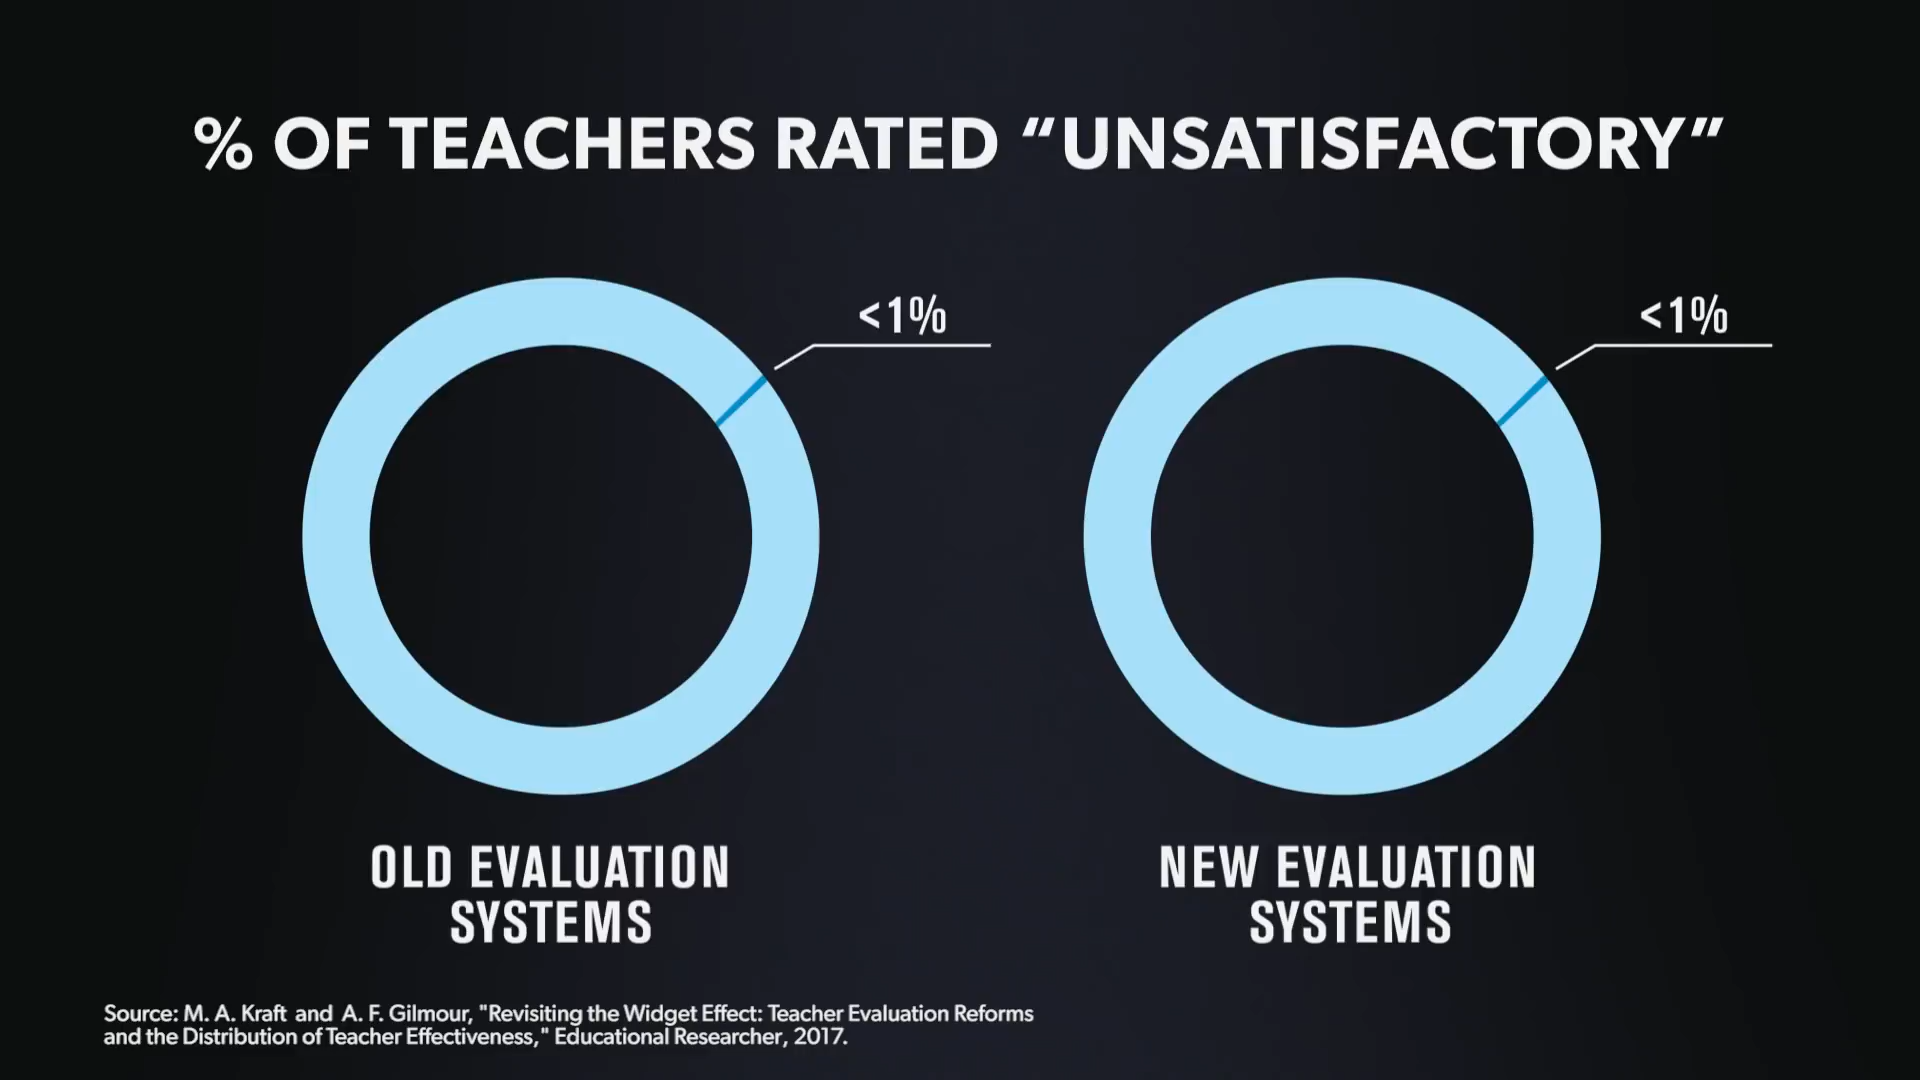 % OF TEACHERS RATED “UNSATISFACTORY”
<1%
<1%
OLD EVALUATION
SYSTEMS
NEW EVALUATION
SYSTEMS
Source: M. A. Kraft and A. F. Gilmour, "Revisiting the Widget Effect: Teacher Evaluation Reforms
and the Distribution of Teacher Effectiveness," Educational Researcher, 2017.